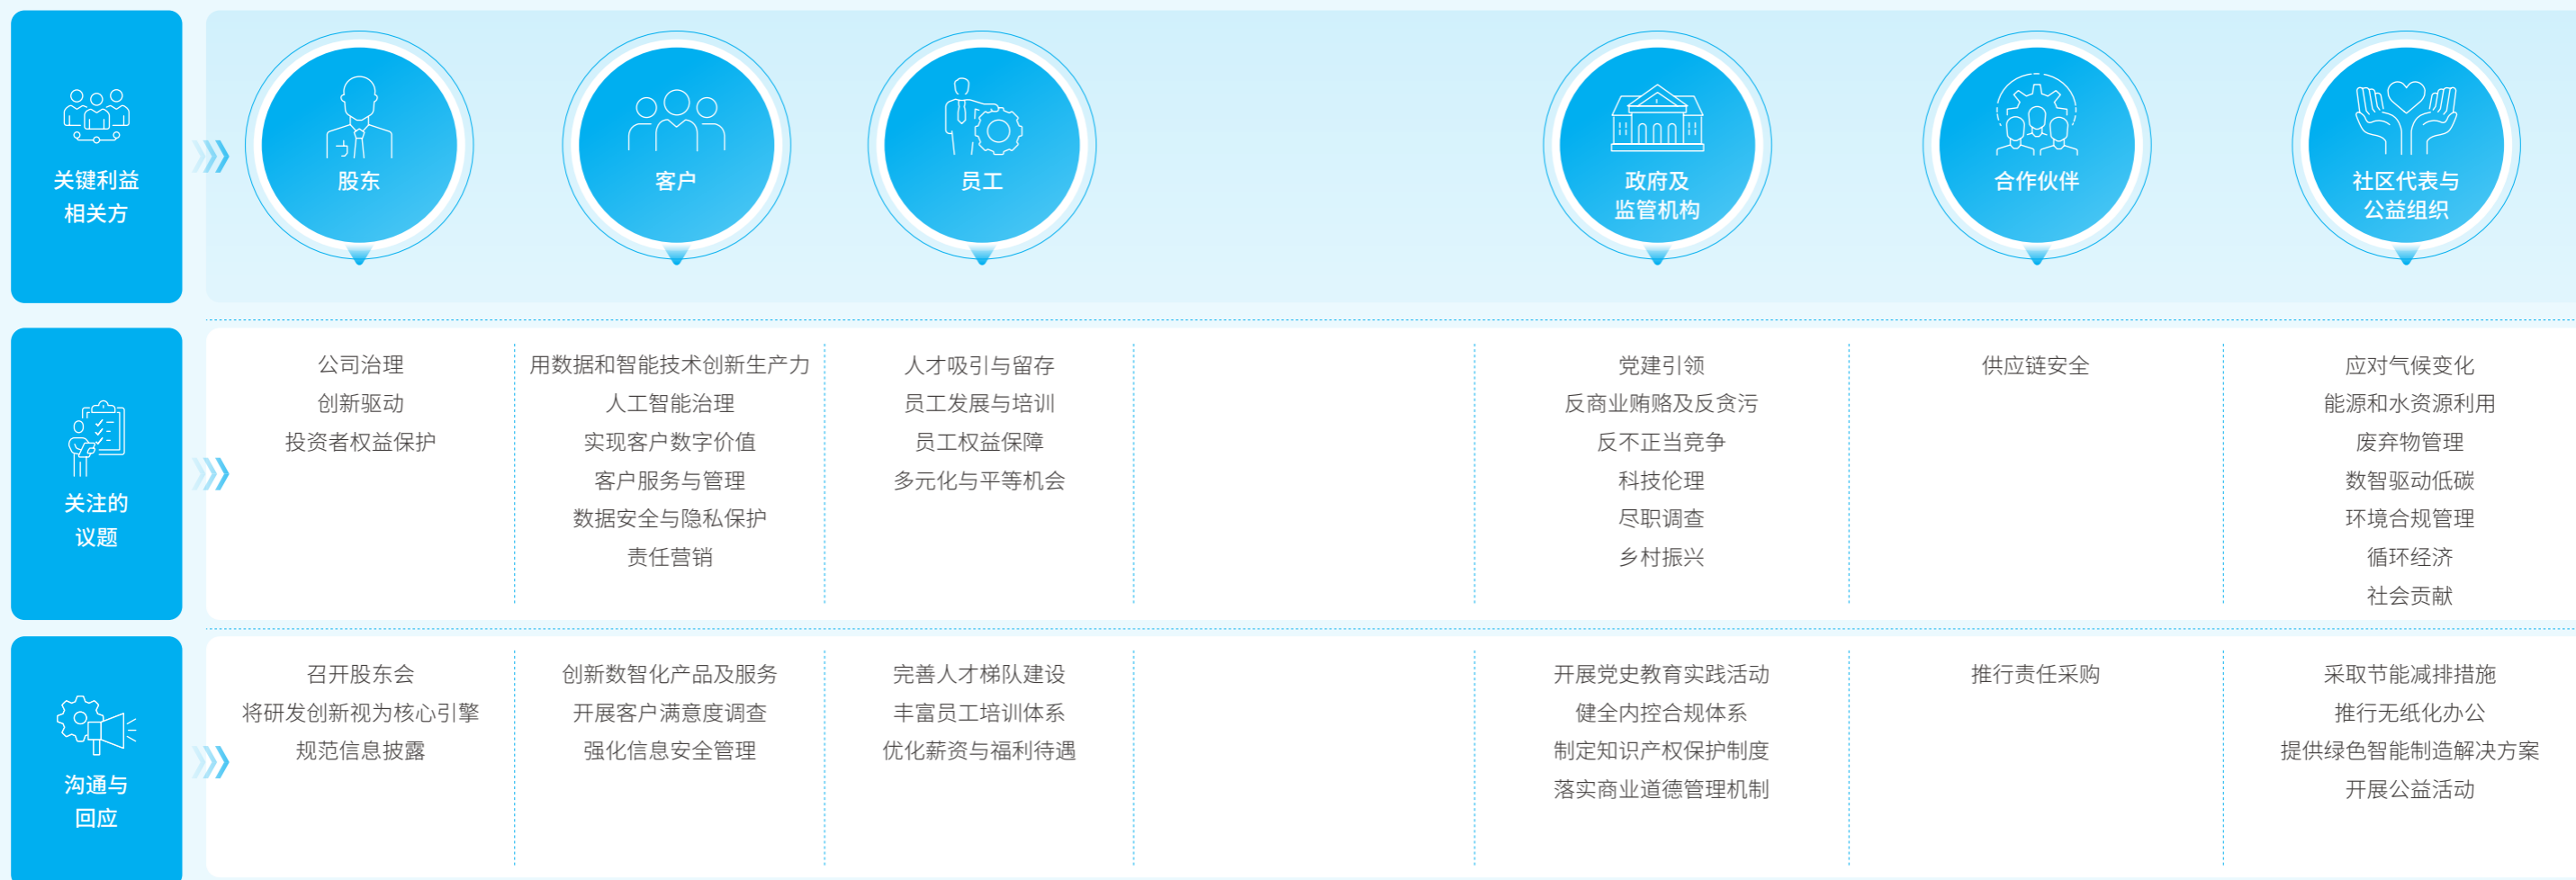 关键利益
相关方
股东
客户
员工
政府及
监管机构
合作伙伴
社区代表与
公益组织
关注的
议题
公司治理
创新驱动
投资者权益保护
用数据和智能技术创新生产力
人工智能治理
实现客户数字价值
客户服务与管理
数据安全与隐私保护
责任营销
人才吸引与留存
员工发展与培训
员工权益保障
多元化与平等机会
党建引领
反商业贿赂及反贪污
反不正当竞争
科技伦理
尽职调查
乡村振兴
供应链安全
应对气候变化
能源和水资源利用
废弃物管理
数智驱动低碳
环境合规管理
循环经济
社会贡献
沟通与
回应
召开股东会
将研发创新视为核心引擎
规范信息披露
创新数智化产品及服务
开展客户满意度调查
强化信息安全管理
完善人才梯队建设
丰富员工培训体系
优化薪资与福利待遇
开展党史教育实践活动
健全内控合规体系
制定知识产权保护制度
落实商业道德管理机制
推行责任采购
采取节能减排措施
推行无纸化办公
提供绿色智能制造解决方案
开展公益活动